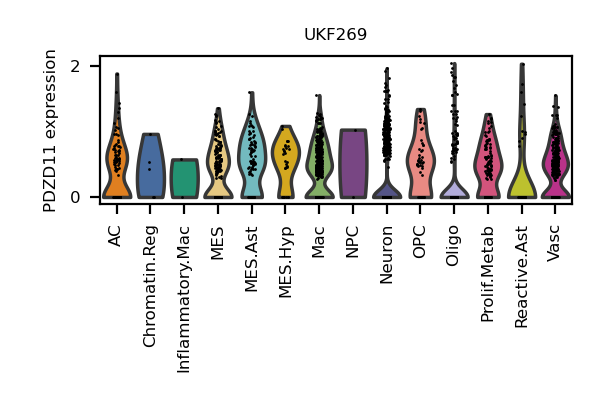 UKF269
PDZD11 expression
2
0
AC
Chromatin.Reg
Inflammatory.Mac
MES
MES.Ast
MES.Hyp
Mac
NPC
Neuron
OPC
Oligo
Prolif.Metab
Reactive.Ast
Vasc